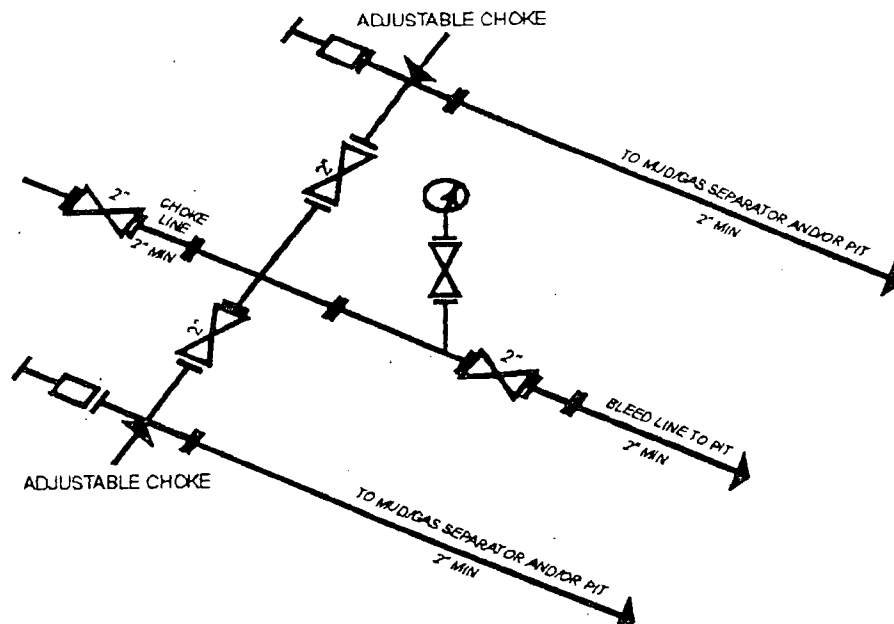 ADJUSTABLE CHOKE
TO MUD/GAS SEPARATOR AND/OR PIT
2" MIN
2"
2"
CHOKE
LINE
2" MIN
2"
2"
BLEED LINE TO PIT
2" MIN
ADJUSTABLE CHOKE
TO MUD/GAS SEPARATOR AND/OR PIT
2" MIN